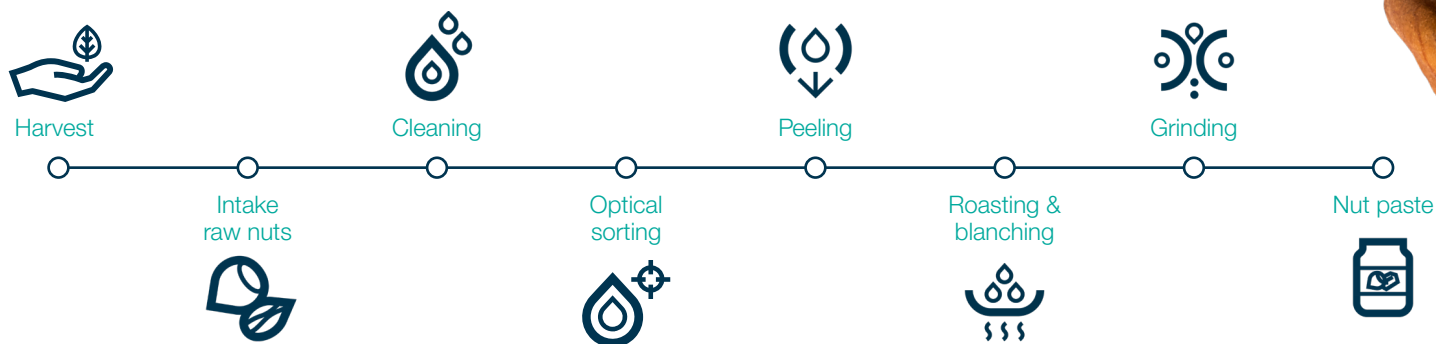 Harvest
Intake
raw nuts
Cleaning
Optical
sorting
Peeling
Roasting &
blanching
Grinding
Nut paste